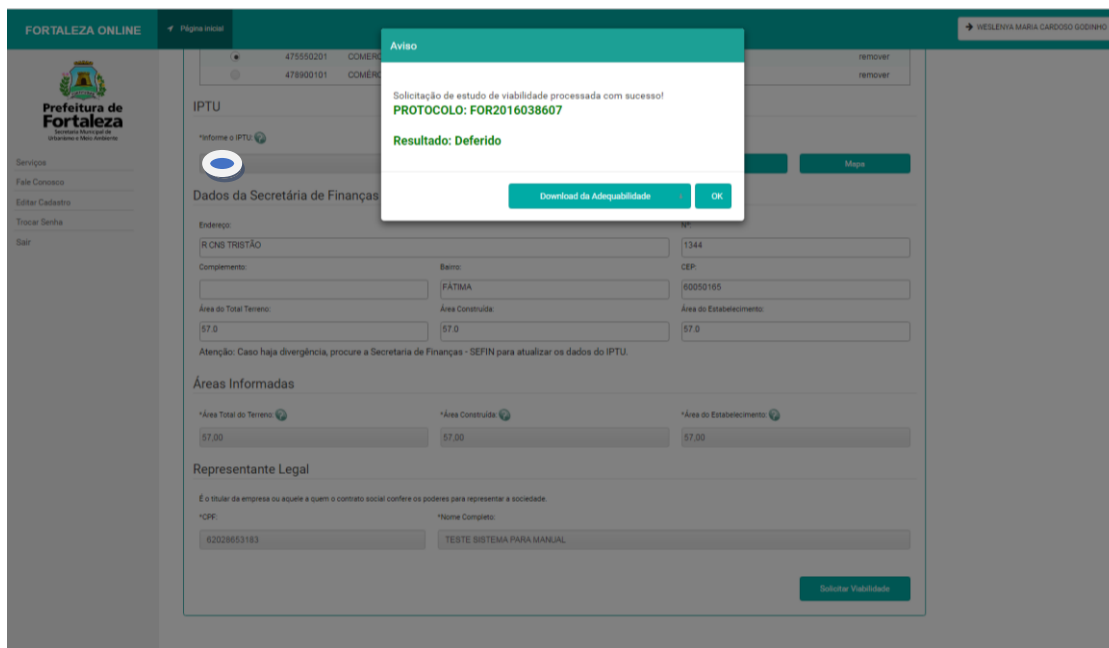 FORTALEZA ONLINE
Página inicial
WESLENYA MARIA CARDOSO GODINHO
Prefeitura de
Fortaleza
Secretaria Municipal de
Urbanismo e Meio Ambiente
Serviços
Fale Conosco
Editar Cadastro
Trocar Senha
Sair
475550201 COMERC
remover
478900101 COMÉRC
remover
Aviso
Solicitação de estudo de viabilidade processada com sucesso!
PROTOCOLO: FOR2016038607
Resultado: Deferido
Download da Adequabilidade
OK
IPTU
*Informe o IPTU:
Mapa
Dados da Secretária de Finanças
Endereço:
Nº:
R CNS TRISTÃO
1344
Complemento:
Bairro:
CEP:
FÁTIMA
60050165
Área do Total Terreno:
Área Construída:
Área do Estabelecimento:
57.0
57.0
57.0
Atenção: Caso haja divergência, procure a Secretaria de Finanças - SEFIN para atualizar os dados do IPTU.
Áreas Informadas
*Área Total do Terreno:
*Área Construída:
*Área do Estabelecimento:
57,00
57,00
57,00
Representante Legal
É o titular da empresa ou aquele a quem o contrato social confere os poderes para representar a sociedade.
*CPF:
*Nome Completo:
62028653183
TESTE SISTEMA PARA MANUAL
Solicitar Viabilidade